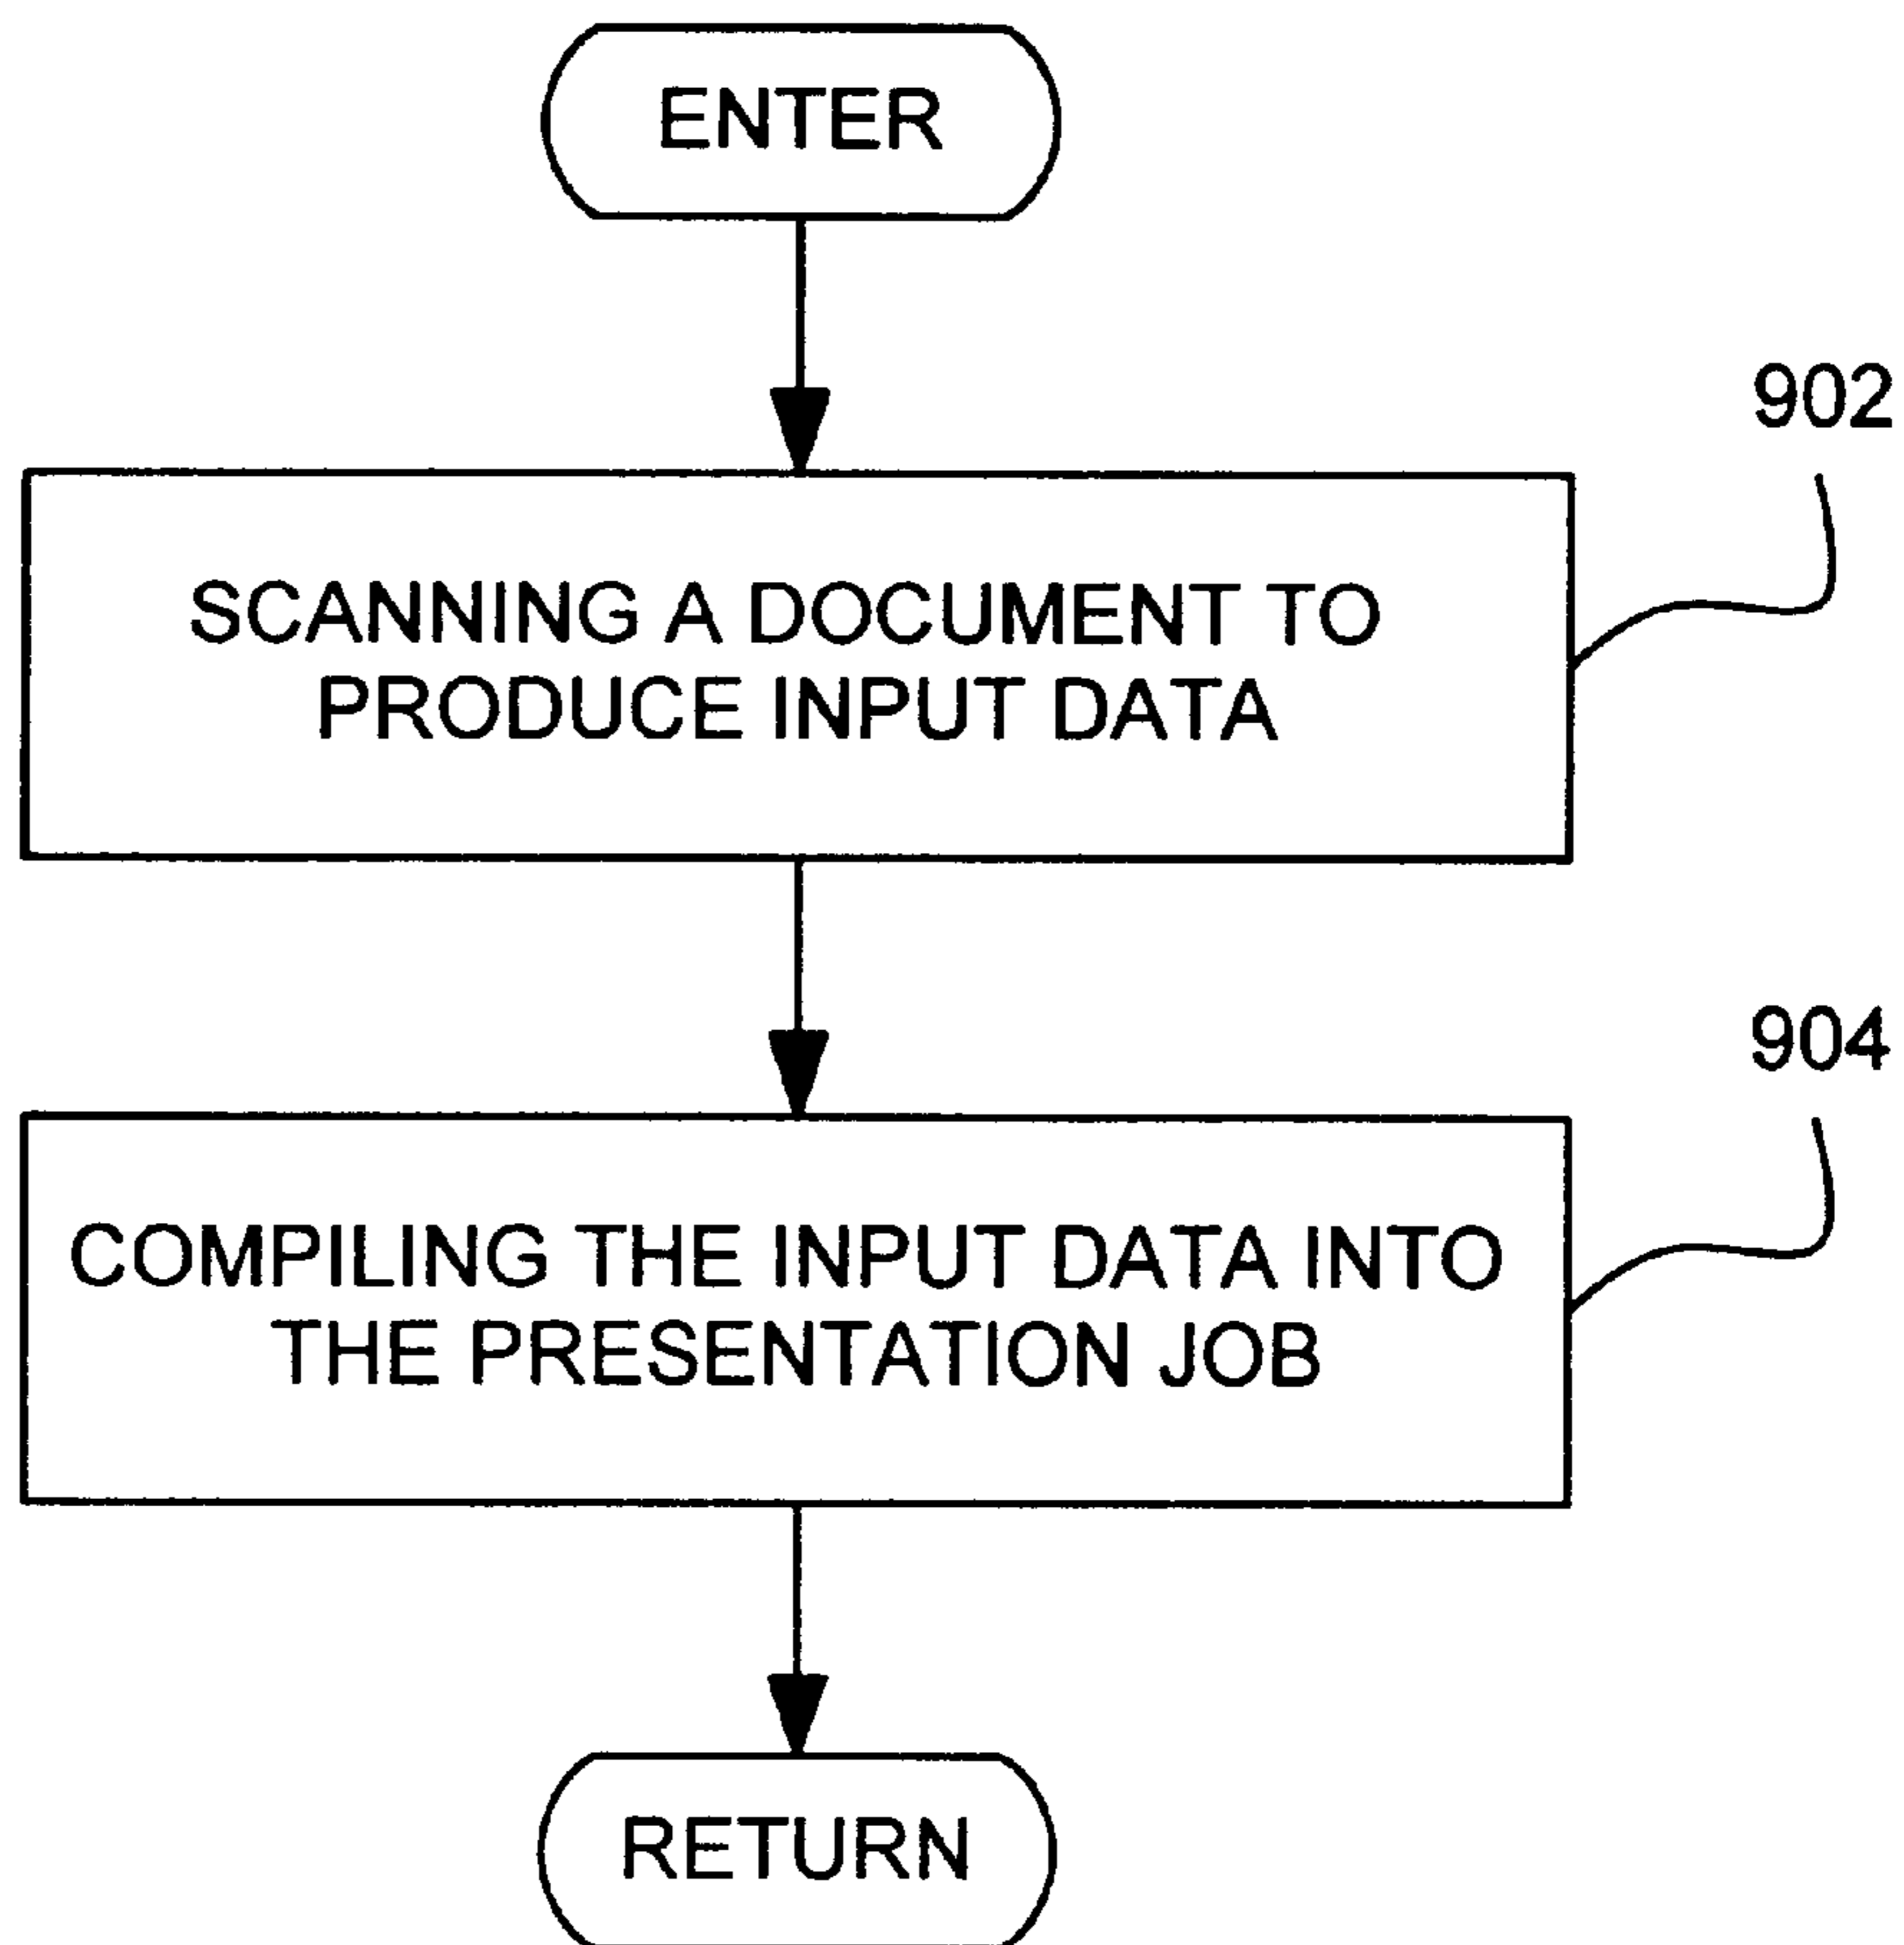 ENTER
902
SCANNING A DOCUMENT TO
PRODUCE INPUT DATA
904
COMPILING THE INPUT DATA INTO
THE PRESENTATION JOB
RETURN